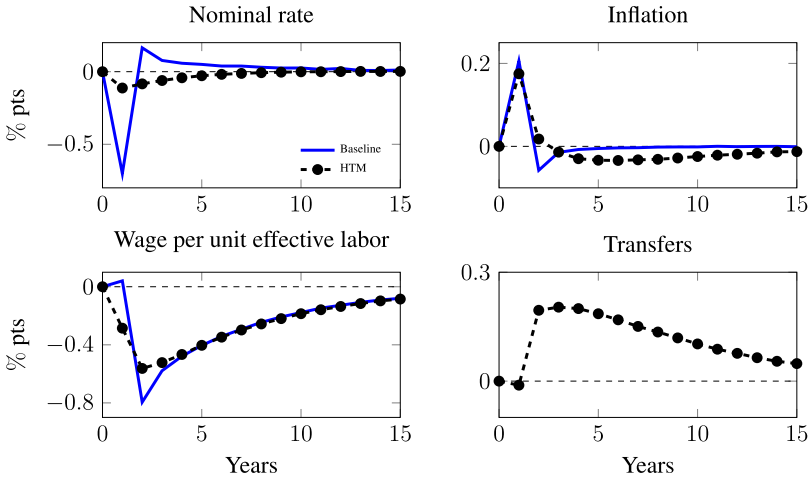 Nominal rate
Inflation
% pts
0
−0.5
Baseline
HTM
0.2
0
0 5 10 15
0 5 10 15
Wage per unit effective labor
Transfers
% pts
0
−0.4
−0.8
0.3
0
0 5 10 15
0 5 10 15
Years
Years